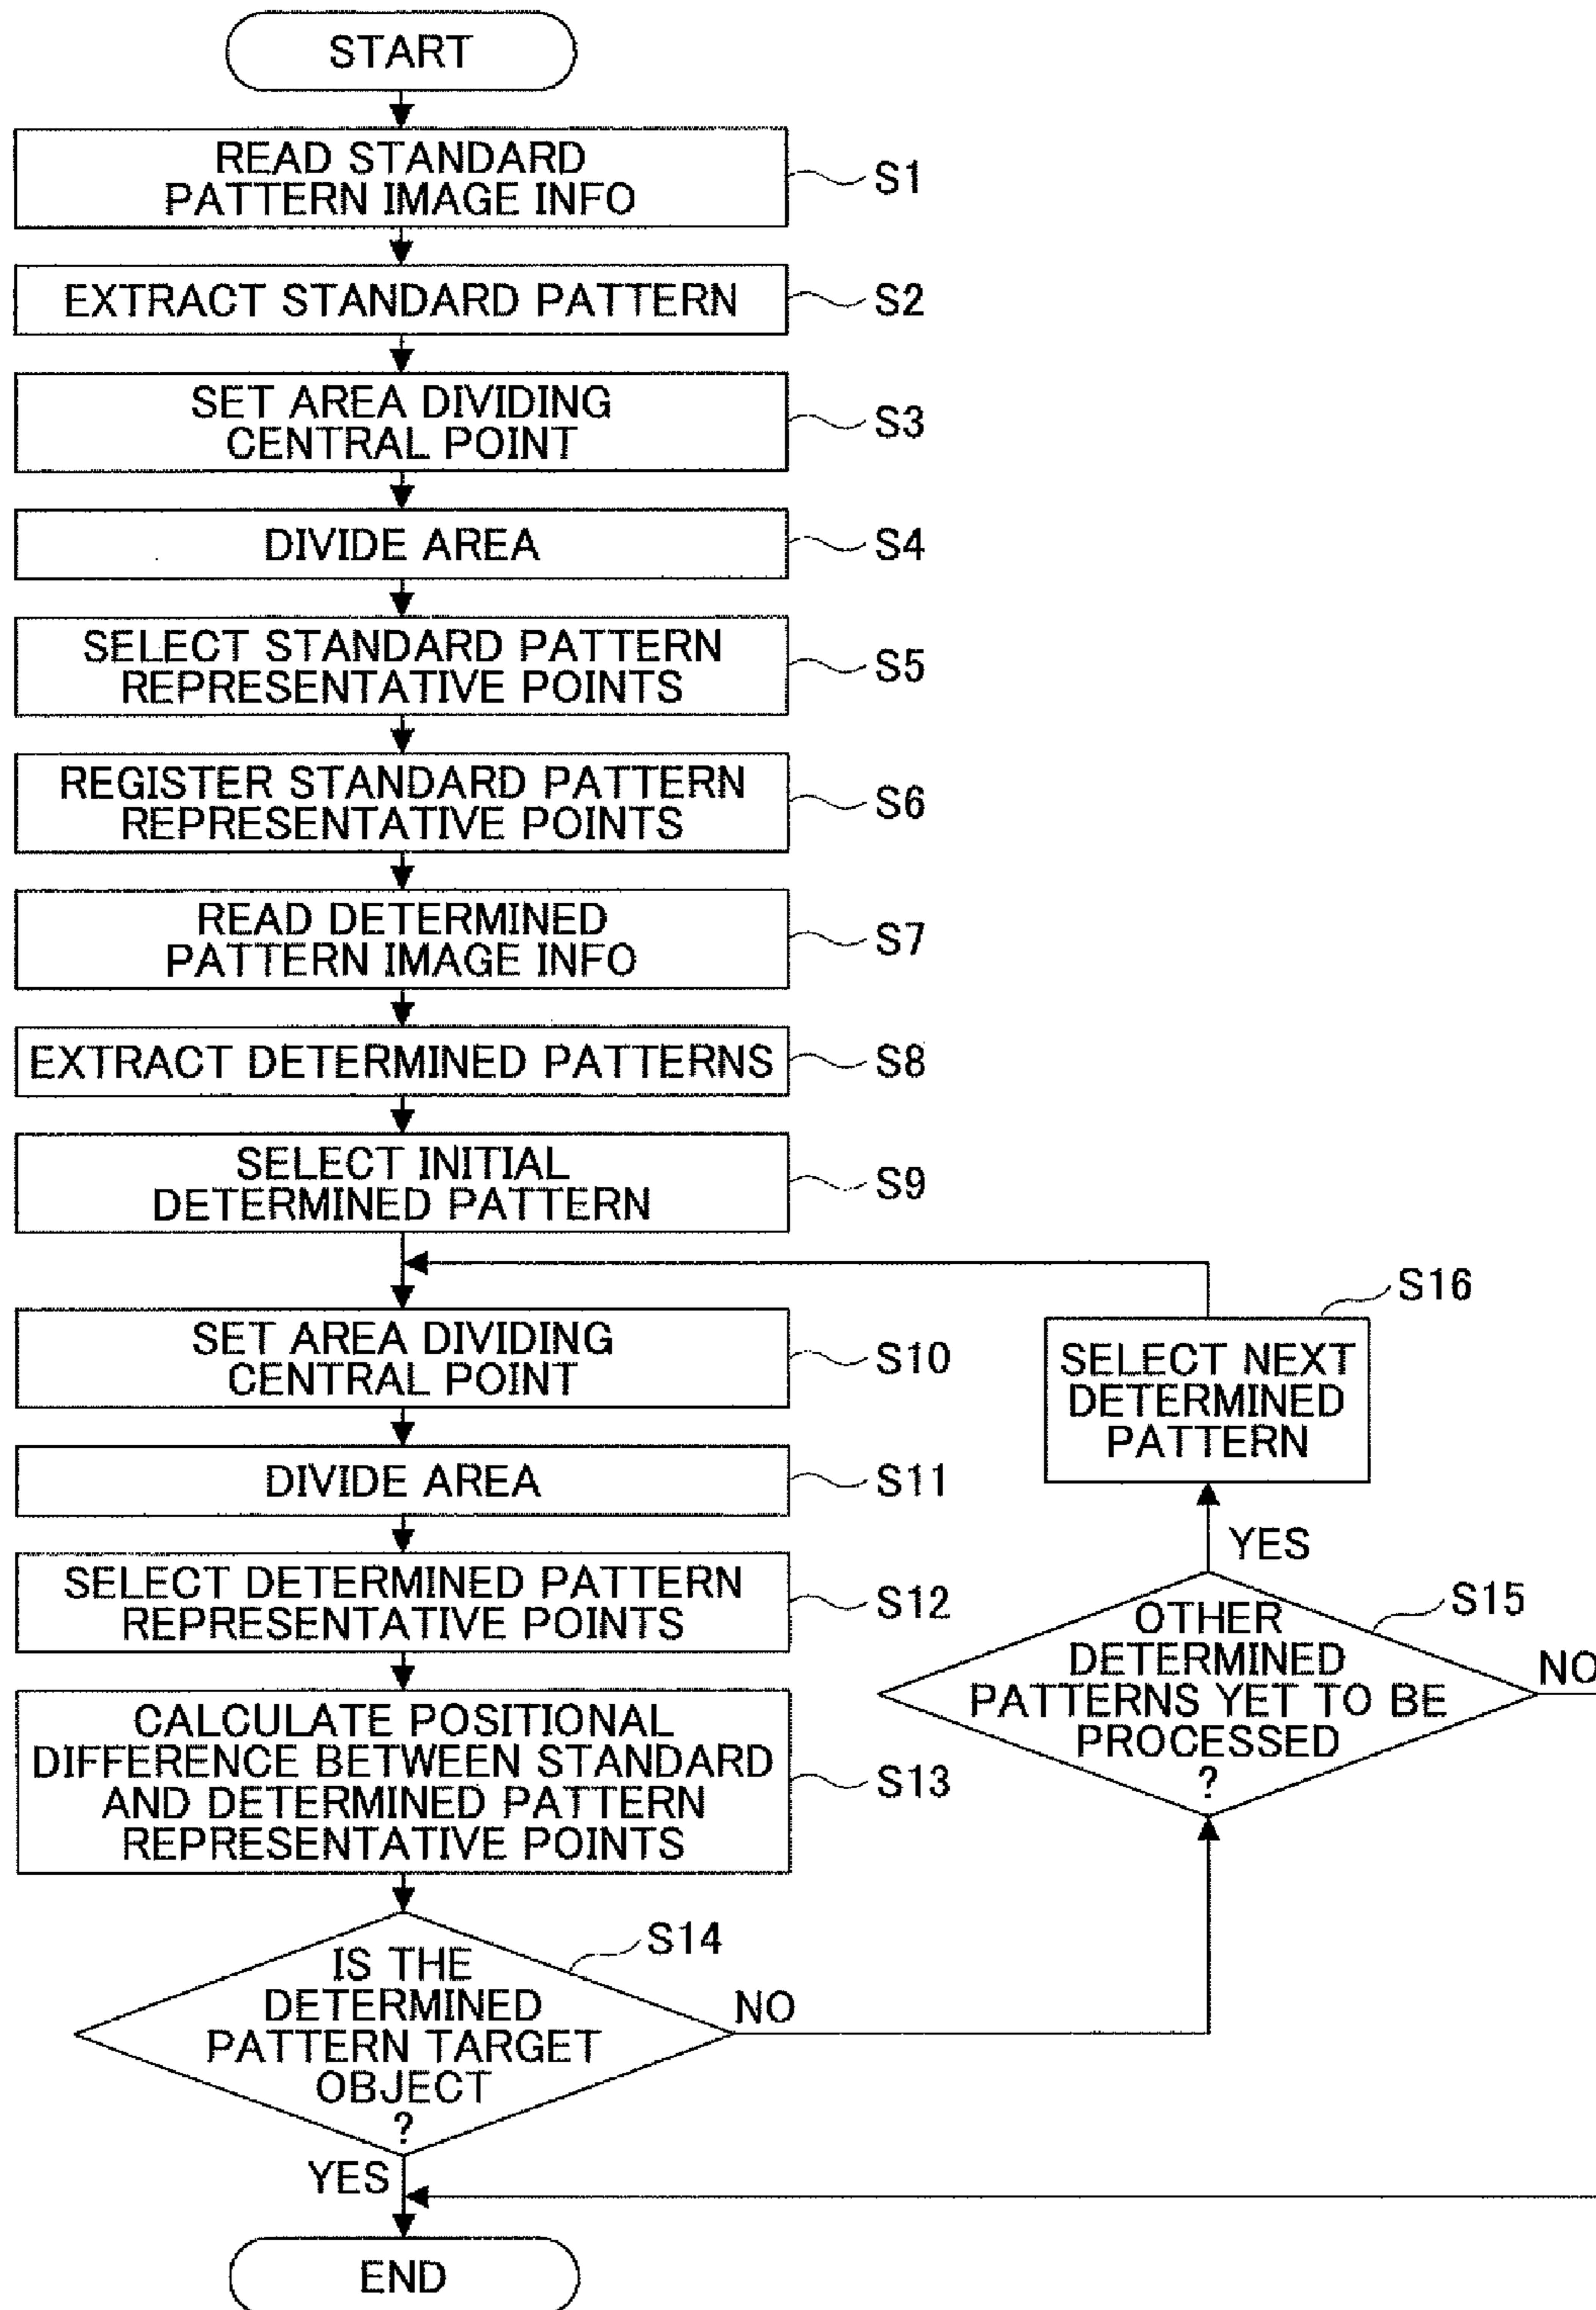 START
READ STANDARD
PATTERN IMAGE INFO
S1
EXTRACT STANDARD PATTERN
S2
SET AREA DIVIDING
CENTRAL POINT
S3
DIVIDE AREA
S4
SELECT STANDARD PATTERN
REPRESENTATIVE POINTS
S5
REGISTER STANDARD PATTERN
REPRESENTATIVE POINTS
S6
READ DETERMINED
PATTERN IMAGE INFO
S7
EXTRACT DETERMINED PATTERNS
S8
SELECT INITIAL
DETERMINED PATTERN
S9
SET AREA DIVIDING
CENTRAL POINT
S10
DIVIDE AREA
S11
SELECT DETERMINED PATTERN
REPRESENTATIVE POINTS
S12
CALCULATE POSITIONAL
DIFFERENCE BETWEEN STANDARD
AND DETERMINED PATTERN
REPRESENTATIVE POINTS
S13
IS THE
DETERMINED
PATTERN TARGET
OBJECT
?
S14
NO
YES
OTHER
DETERMINED
PATTERNS YET TO BE
PROCESSED
?
S15
YES
NO
SELECT NEXT
DETERMINED
PATTERN
S16
END